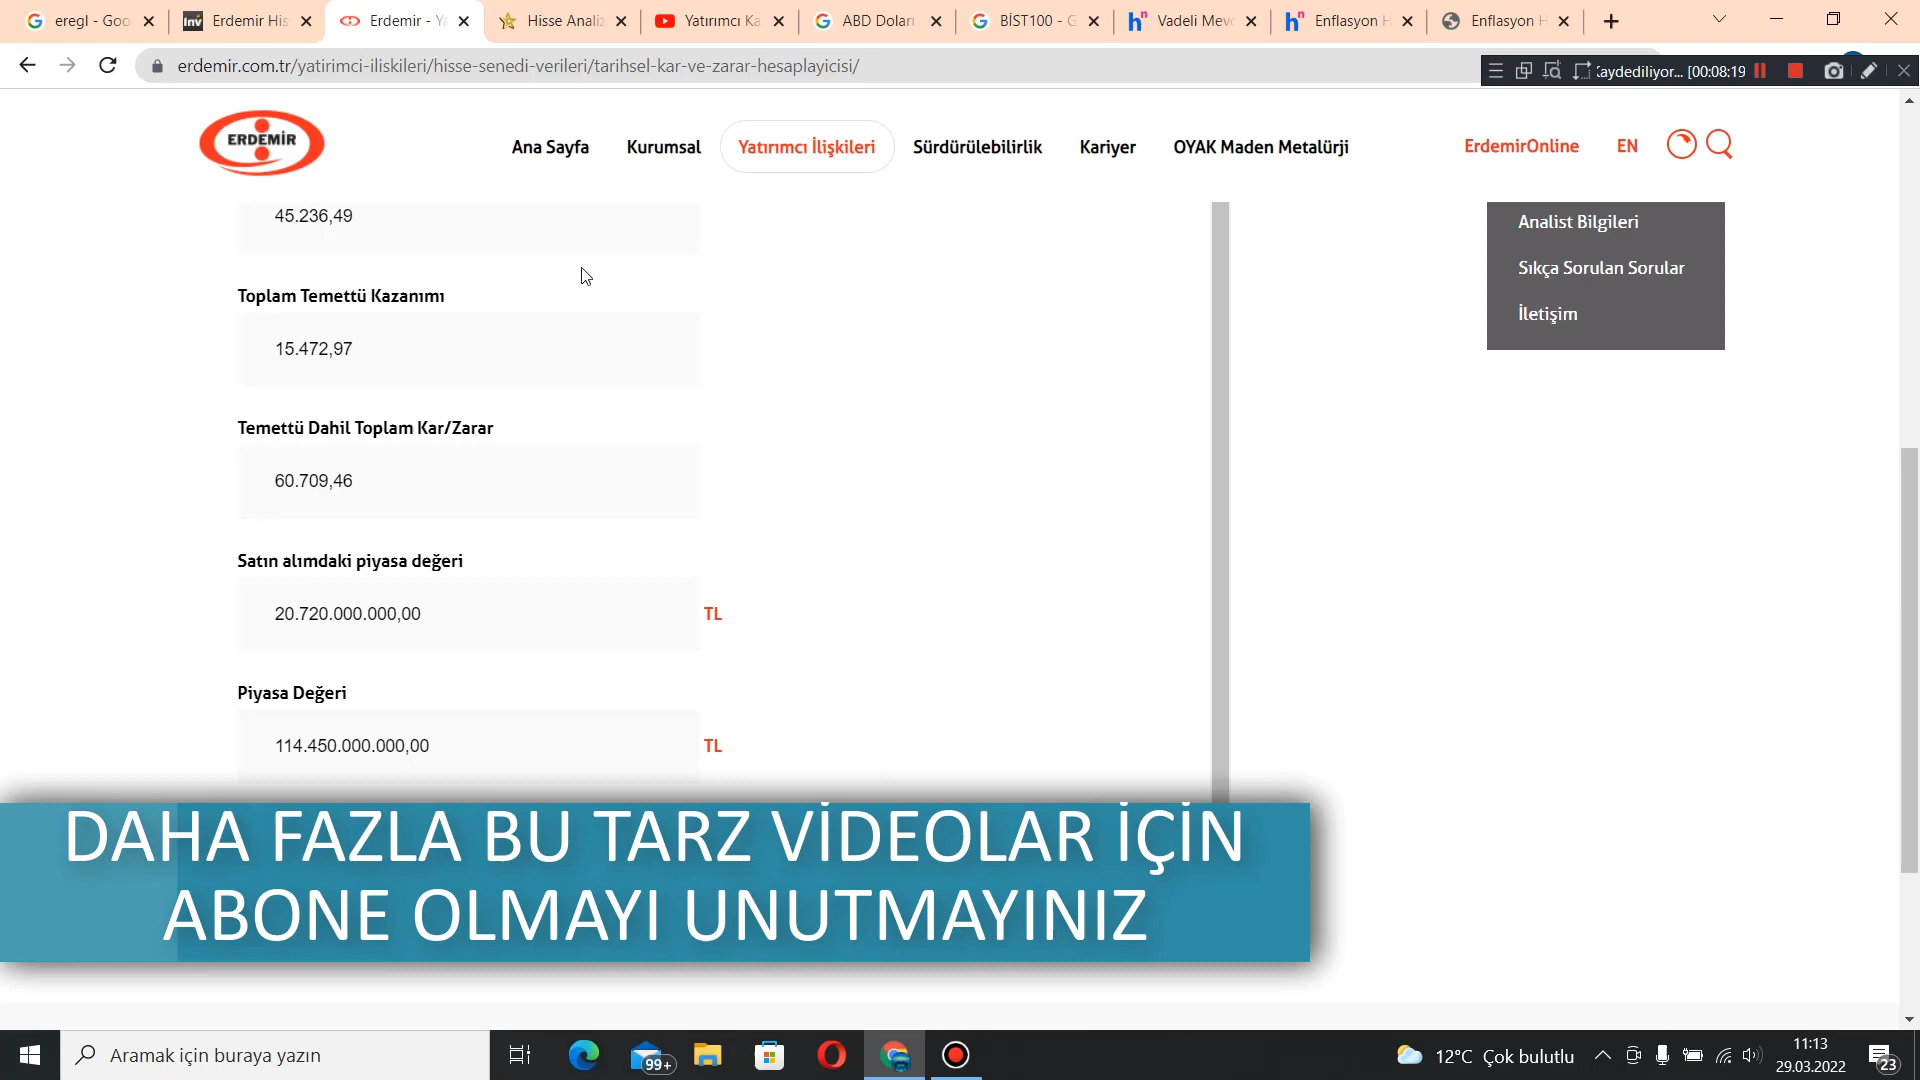 eregl - Goo
Erdemir His
Erdemir - Ya
Hisse Analiz
Yatırımcı Ka
ABD Doları
BİST100 - G
Vadeli Mevd
Enflasyon H
Enflasyon H
erdemir.com.tr/yatirimci-iliskileri/hisse-senedi-verileri/tarihsel-kar-ve-zarar-hesaplayicisi/
Kaydediliyor... [00:08:19]
ERDEMİR
Ana Sayfa
Kurumsal
Yatırımcı İlişkileri
Sürdürülebilirlik
Kariyer
OYAK Maden Metalürji
ErdemirOnline
EN
45.236,49
Analist Bilgileri
Sıkça Sorulan Sorular
İletişim
Toplam Temettü Kazanımı
15.472,97
Temettü Dahil Toplam Kar/Zarar
60.709,46
Satın alımdaki piyasa değeri
20.720.000.000,00 TL
Piyasa Değeri
114.450.000.000,00 TL
DAHA FAZLA BU TARZ VİDEOLAR İÇİN
ABONE OLMAYI UNUTMAYINIZ
Aramak için buraya yazın
99+
12°C Çok bulutlu
11:13
29.03.2022
23